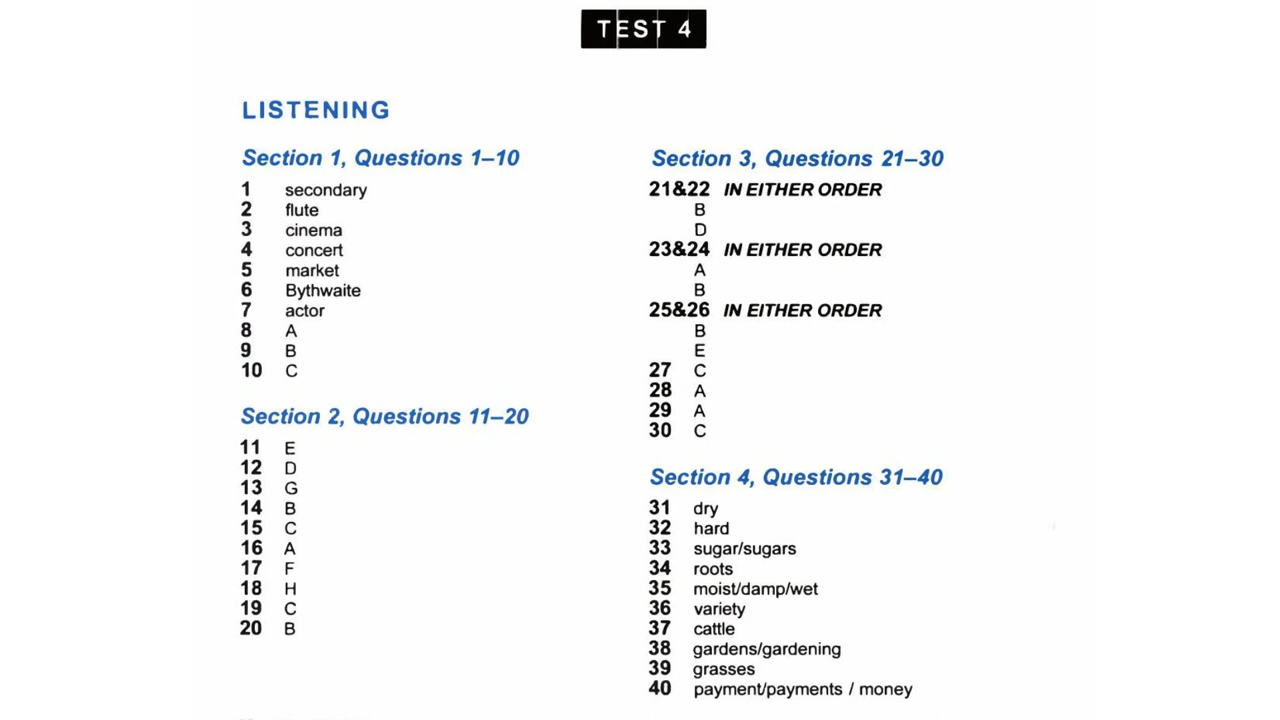 TEST 4
LISTENING
Section 1, Questions 1–10
1 secondary
2 flute
3 cinema
4 concert
5 market
6 Bythwaite
7 actor
8 A
9 B
10 C
Section 2, Questions 11–20
11 E
12 D
13 G
14 B
15 C
16 A
17 F
18 H
19 C
20 B
Section 3, Questions 21–30
21&22 IN EITHER ORDER
B
D
23&24 IN EITHER ORDER
A
B
25&26 IN EITHER ORDER
B
E
27 C
28 A
29 A
30 C
Section 4, Questions 31–40
31 dry
32 hard
33 sugar/sugars
34 roots
35 moist/damp/wet
36 variety
37 cattle
38 gardens/gardening
39 grasses
40 payment/payments / money